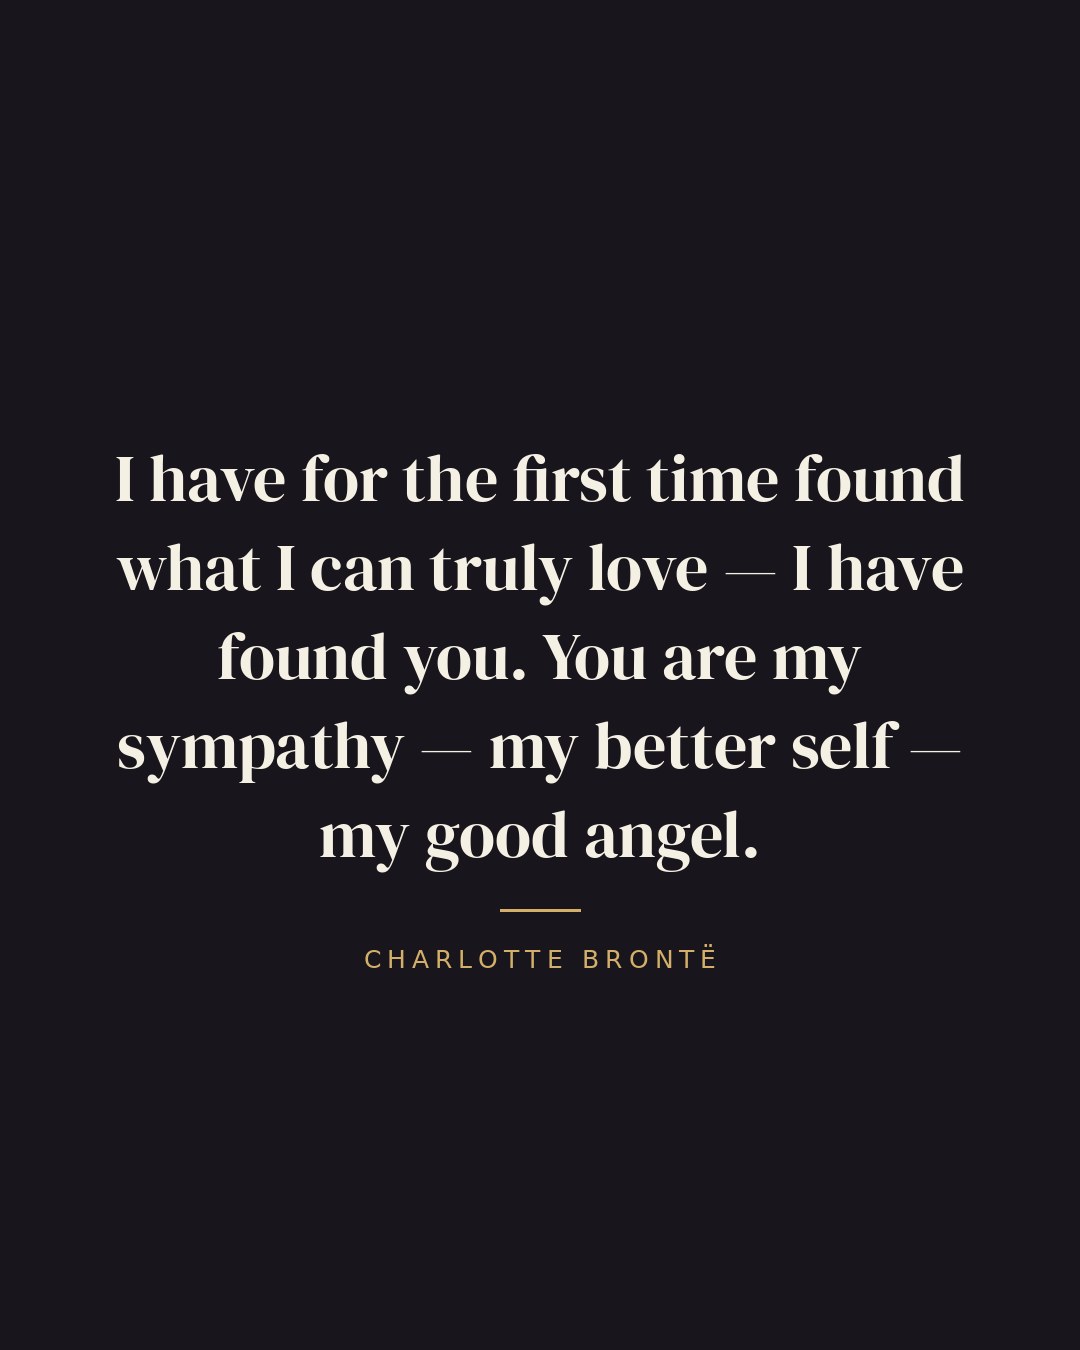 I have for the first time found
what I can truly love — I have
found you. You are my
sympathy — my better self —
my good angel.
CHARLOTTE BRONTË